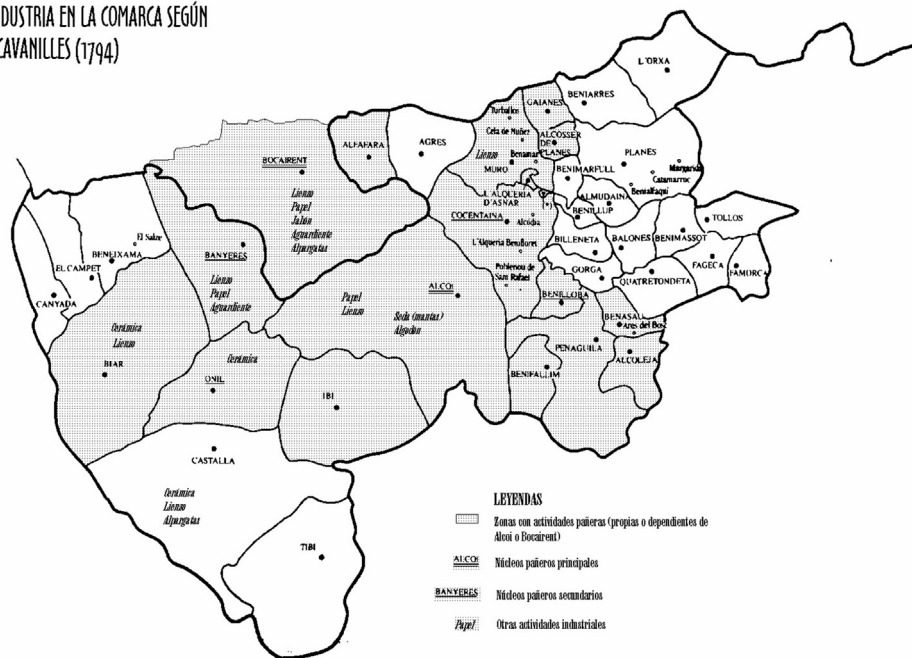 DUSTRIA EN LA COMARCA SEGÚN
CAVANILLES (1794)
L'ORXA
BENIARRES
GAIANES
Turballos
Cela de Nuñez
ALCOSSER
DE
PLANES
ALFAFARA
AGRES
Lienzo
MURO
Benamer
PLANES
Margarida
Catamarruc
Benialfaqui
BENIMARFULL
BOCAIRENT
Lienzo
Papel
Jabón
Aguardiente
Alpargatas
L'ALQUERIA
D'ASNAR
(*)
ALMUDAINA
BENILLUP
COCENTAINA
Alcudia
TOLLOS
El Salze
BENEIXAMA
BANYERES
L'Alqueria Benifloret
BILLENETA
BALONES
BENIMASSOT
FAGECA
FAMORCA
EL CAMPET
Lienzo
Papel
Aguardiente
Poblenou de
Sant Rafael
GORGA
QUATRETONDETA
CANYADA
ALCOI
BENILLOBA
Papel
Lienzo
Seda (mantas)
Algodón
BENASAU
Ares del Bosc
Cerámica
Lienzo
PENAGUILA
ALCOLEJA
Cerámica
BIAR
BENIFALLIM
ONIL
IBI
CASTALLA
Cerámica
Lienzo
Alpargatas
TIBI
LEYENDAS
Zonas con actividades pañeras (propias o dependientes de
Alcoi o Bocairent)
ALCOI Núcleos pañeros principales
BANYERES Núcleos pañeros secundarios
Papel Otras actividades industriales